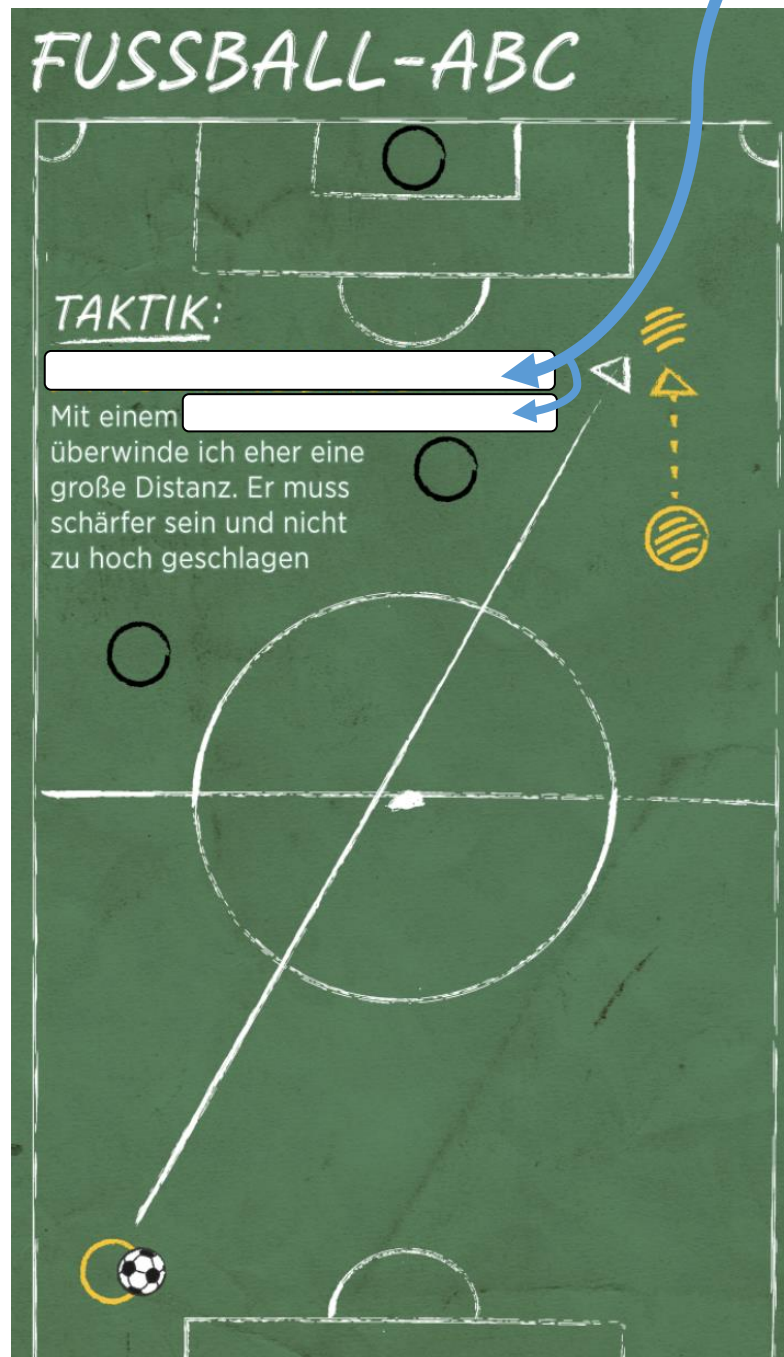 FUSSBALL-ABC
TAKTIK:
Mit einem
überwinde ich eher eine
große Distanz. Er muss
schärfer sein und nicht
zu hoch geschlagen